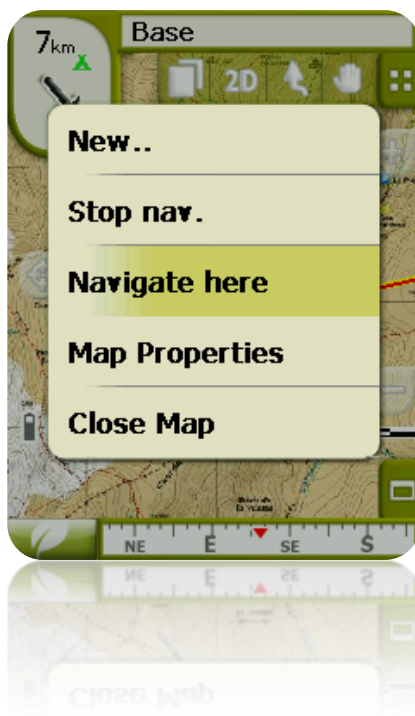 7km
Base
2D
New..
Stop nav.
Navigate here
Map Properties
Close Map
NE E SE S